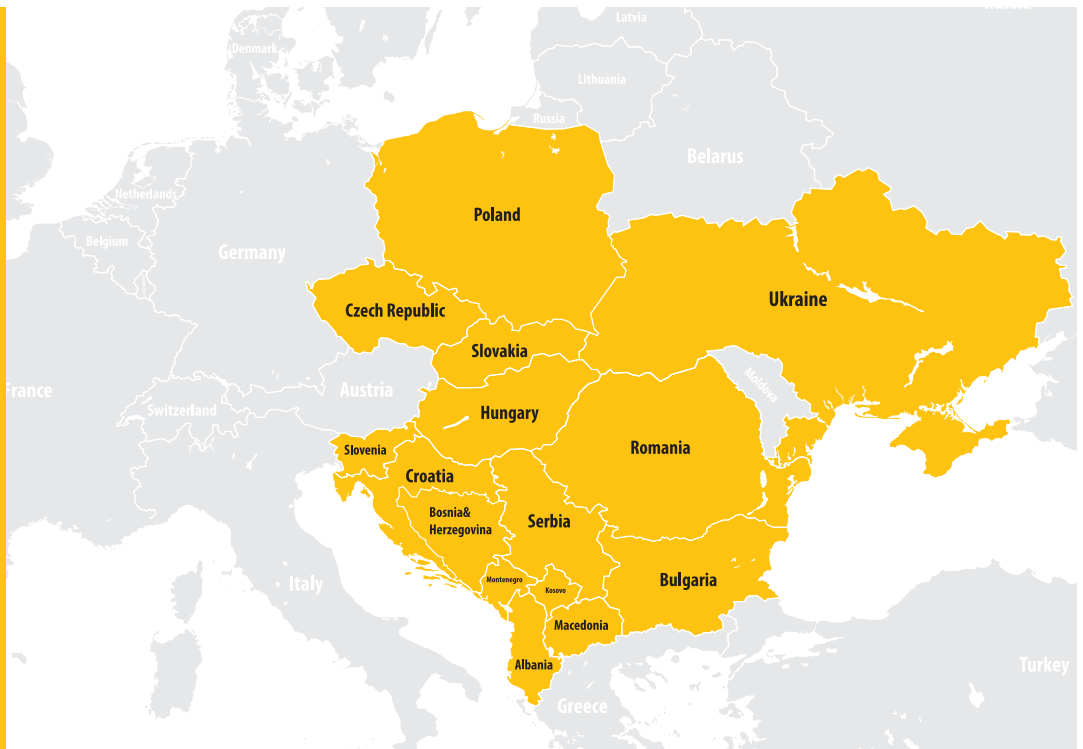 Latvia
Denmark
Lithuania
Russia
Belarus
Netherlands
Poland
Belgium
Germany
Ukraine
Czech Republic
Slovakia
France
Austria
Moldova
Switzerland
Hungary
Slovenia
Romania
Croatia
Bosnia&
Herzegovina
Serbia
Italy
Montenegro
Kosovo
Bulgaria
Macedonia
Albania
Turkey
Greece